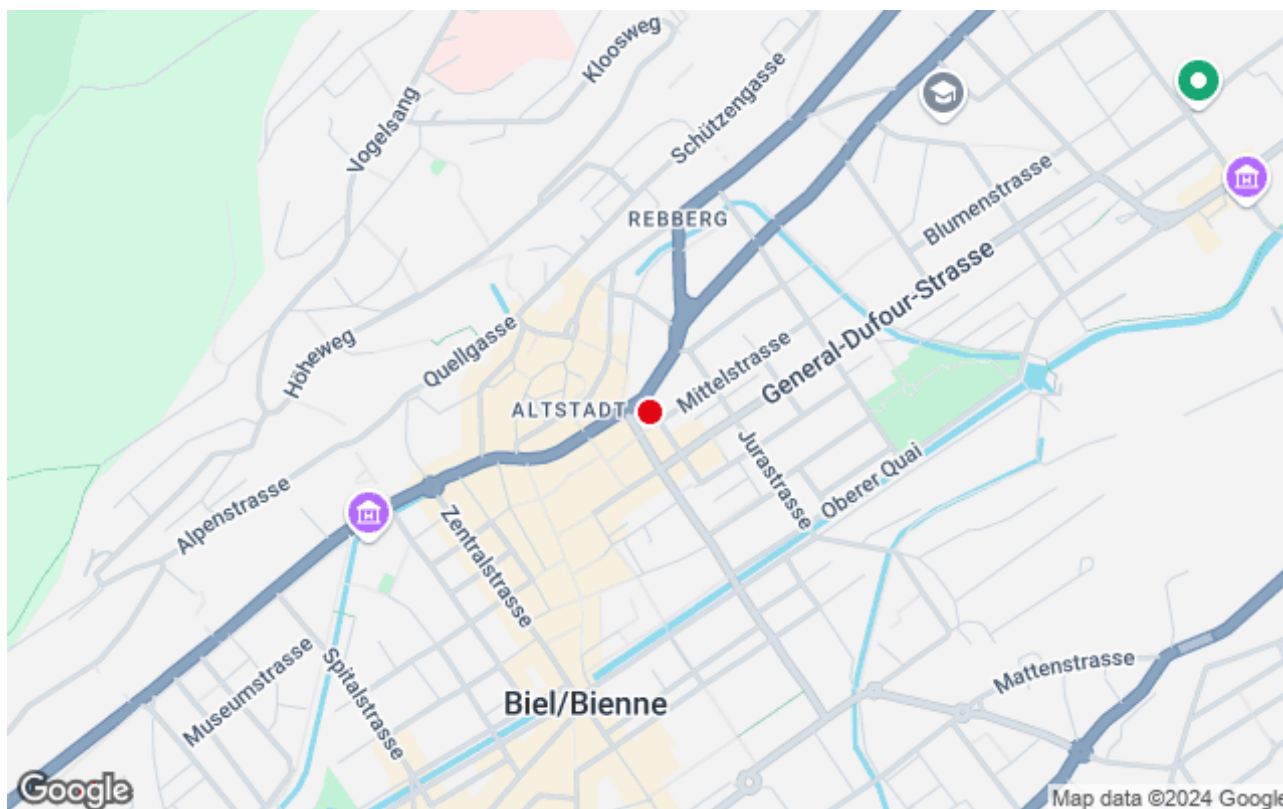 Kloosweg
Vogelsang
Schützengasse
REBBERG
Blumenstrasse
General-Dufour-Strasse
Höheweg
Quellgasse
Mittelstrasse
ALTSTADT
Jurastrasse
Oberer Quai
Alpenstrasse
Zentralstrasse
Museumstrasse
Spitalstrasse
Biel/Bienne
Mattenstrasse
Google
Map data ©2024 Google